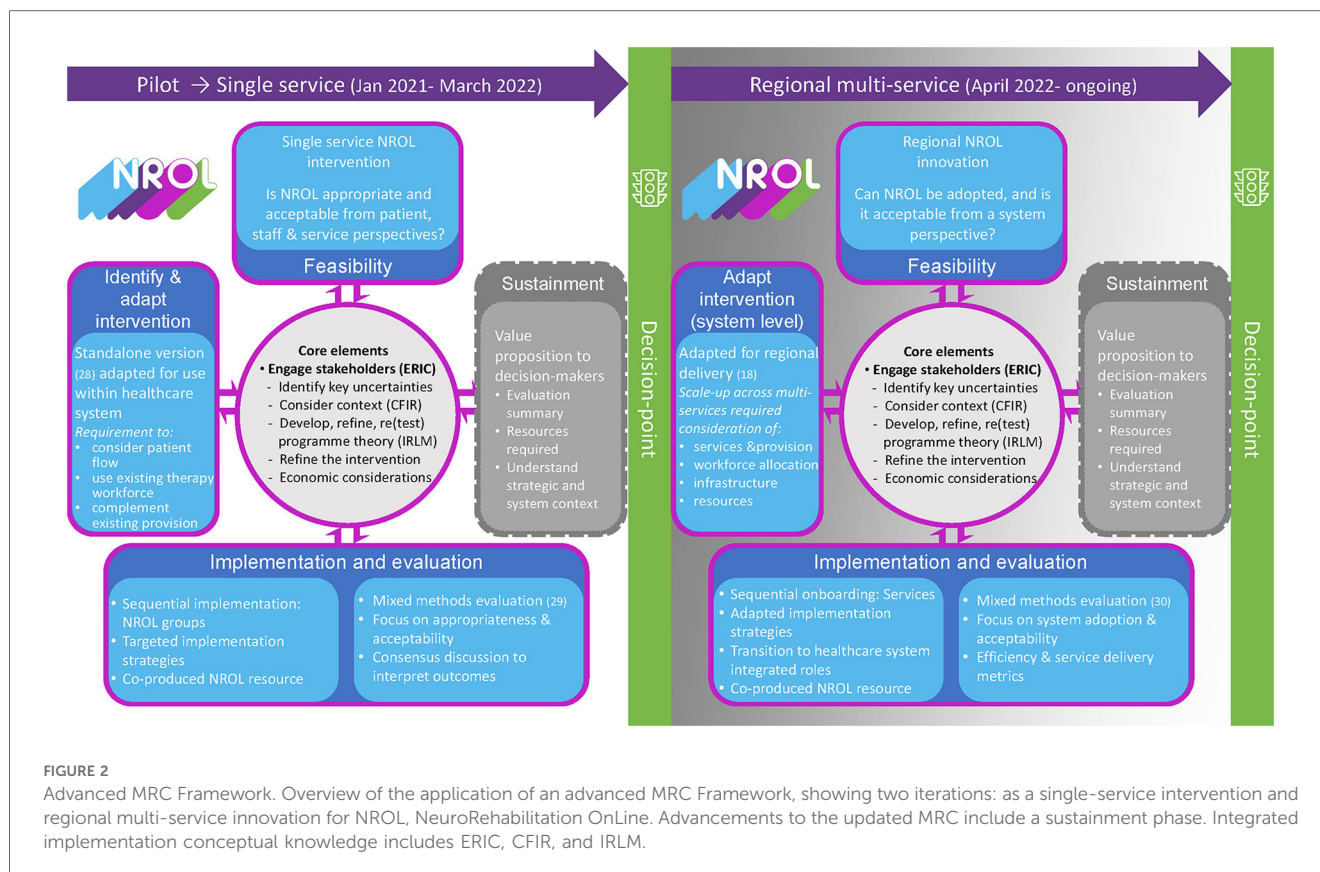 Pilot → Single service (Jan 2021- March 2022)
NROL
Single service NROL
intervention
Is NROL appropriate and
acceptable from patient,
staff & service perspectives?
Feasibility
Identify &
adapt
intervention
Standalone version
(28) adapted for use
within healthcare
system
Requirement to:
• consider patient
flow
• use existing therapy
workforce
• complement
existing provision
Core elements
• Engage stakeholders (ERIC)
- Identify key uncertainties
- Consider context (CFIR)
- Develop, refine, re(test)
programme theory (IRLM)
- Refine the intervention
- Economic considerations
Sustainment
Value
proposition to
decision-makers
• Evaluation
summary
• Resources
required
• Understand
strategic and
system context
Implementation and evaluation
• Sequential implementation:
NROL groups
• Targeted implementation
strategies
• Co-produced NROL resource
• Mixed methods evaluation (29)
• Focus on appropriateness &
acceptability
• Consensus discussion to
interpret outcomes
Decision-point
Regional multi-service (April 2022- ongoing)
NROL
Regional NROL
innovation
Can NROL be adopted, and is
it acceptable from a system
perspective?
Feasibility
Adapt
intervention
(system level)
Adapted for regional
delivery (18)
Scale-up across multi-
services required
consideration of:
• services &provision
• workforce allocation
• infrastructure
• resources
Core elements
• Engage stakeholders (ERIC)
- Identify key uncertainties
- Consider context (CFIR)
- Develop, refine, re(test)
programme theory (IRLM)
- Refine the intervention
- Economic considerations
Sustainment
Value
proposition to
decision-makers
• Evaluation
summary
• Resources
required
• Understand
strategic and
system context
Implementation and evaluation
• Sequential onboarding: Services
• Adapted implementation
strategies
• Transition to healthcare system
integrated roles
• Co-produced NROL resource
• Mixed methods evaluation (30)
• Focus on system adoption &
acceptability
• Efficiency & service delivery
metrics
Decision-point
FIGURE 2
Advanced MRC Framework. Overview of the application of an advanced MRC Framework, showing two iterations: as a single-service intervention and
regional multi-service innovation for NROL, NeuroRehabilitation OnLine. Advancements to the updated MRC include a sustainment phase. Integrated
implementation conceptual knowledge includes ERIC, CFIR, and IRLM.